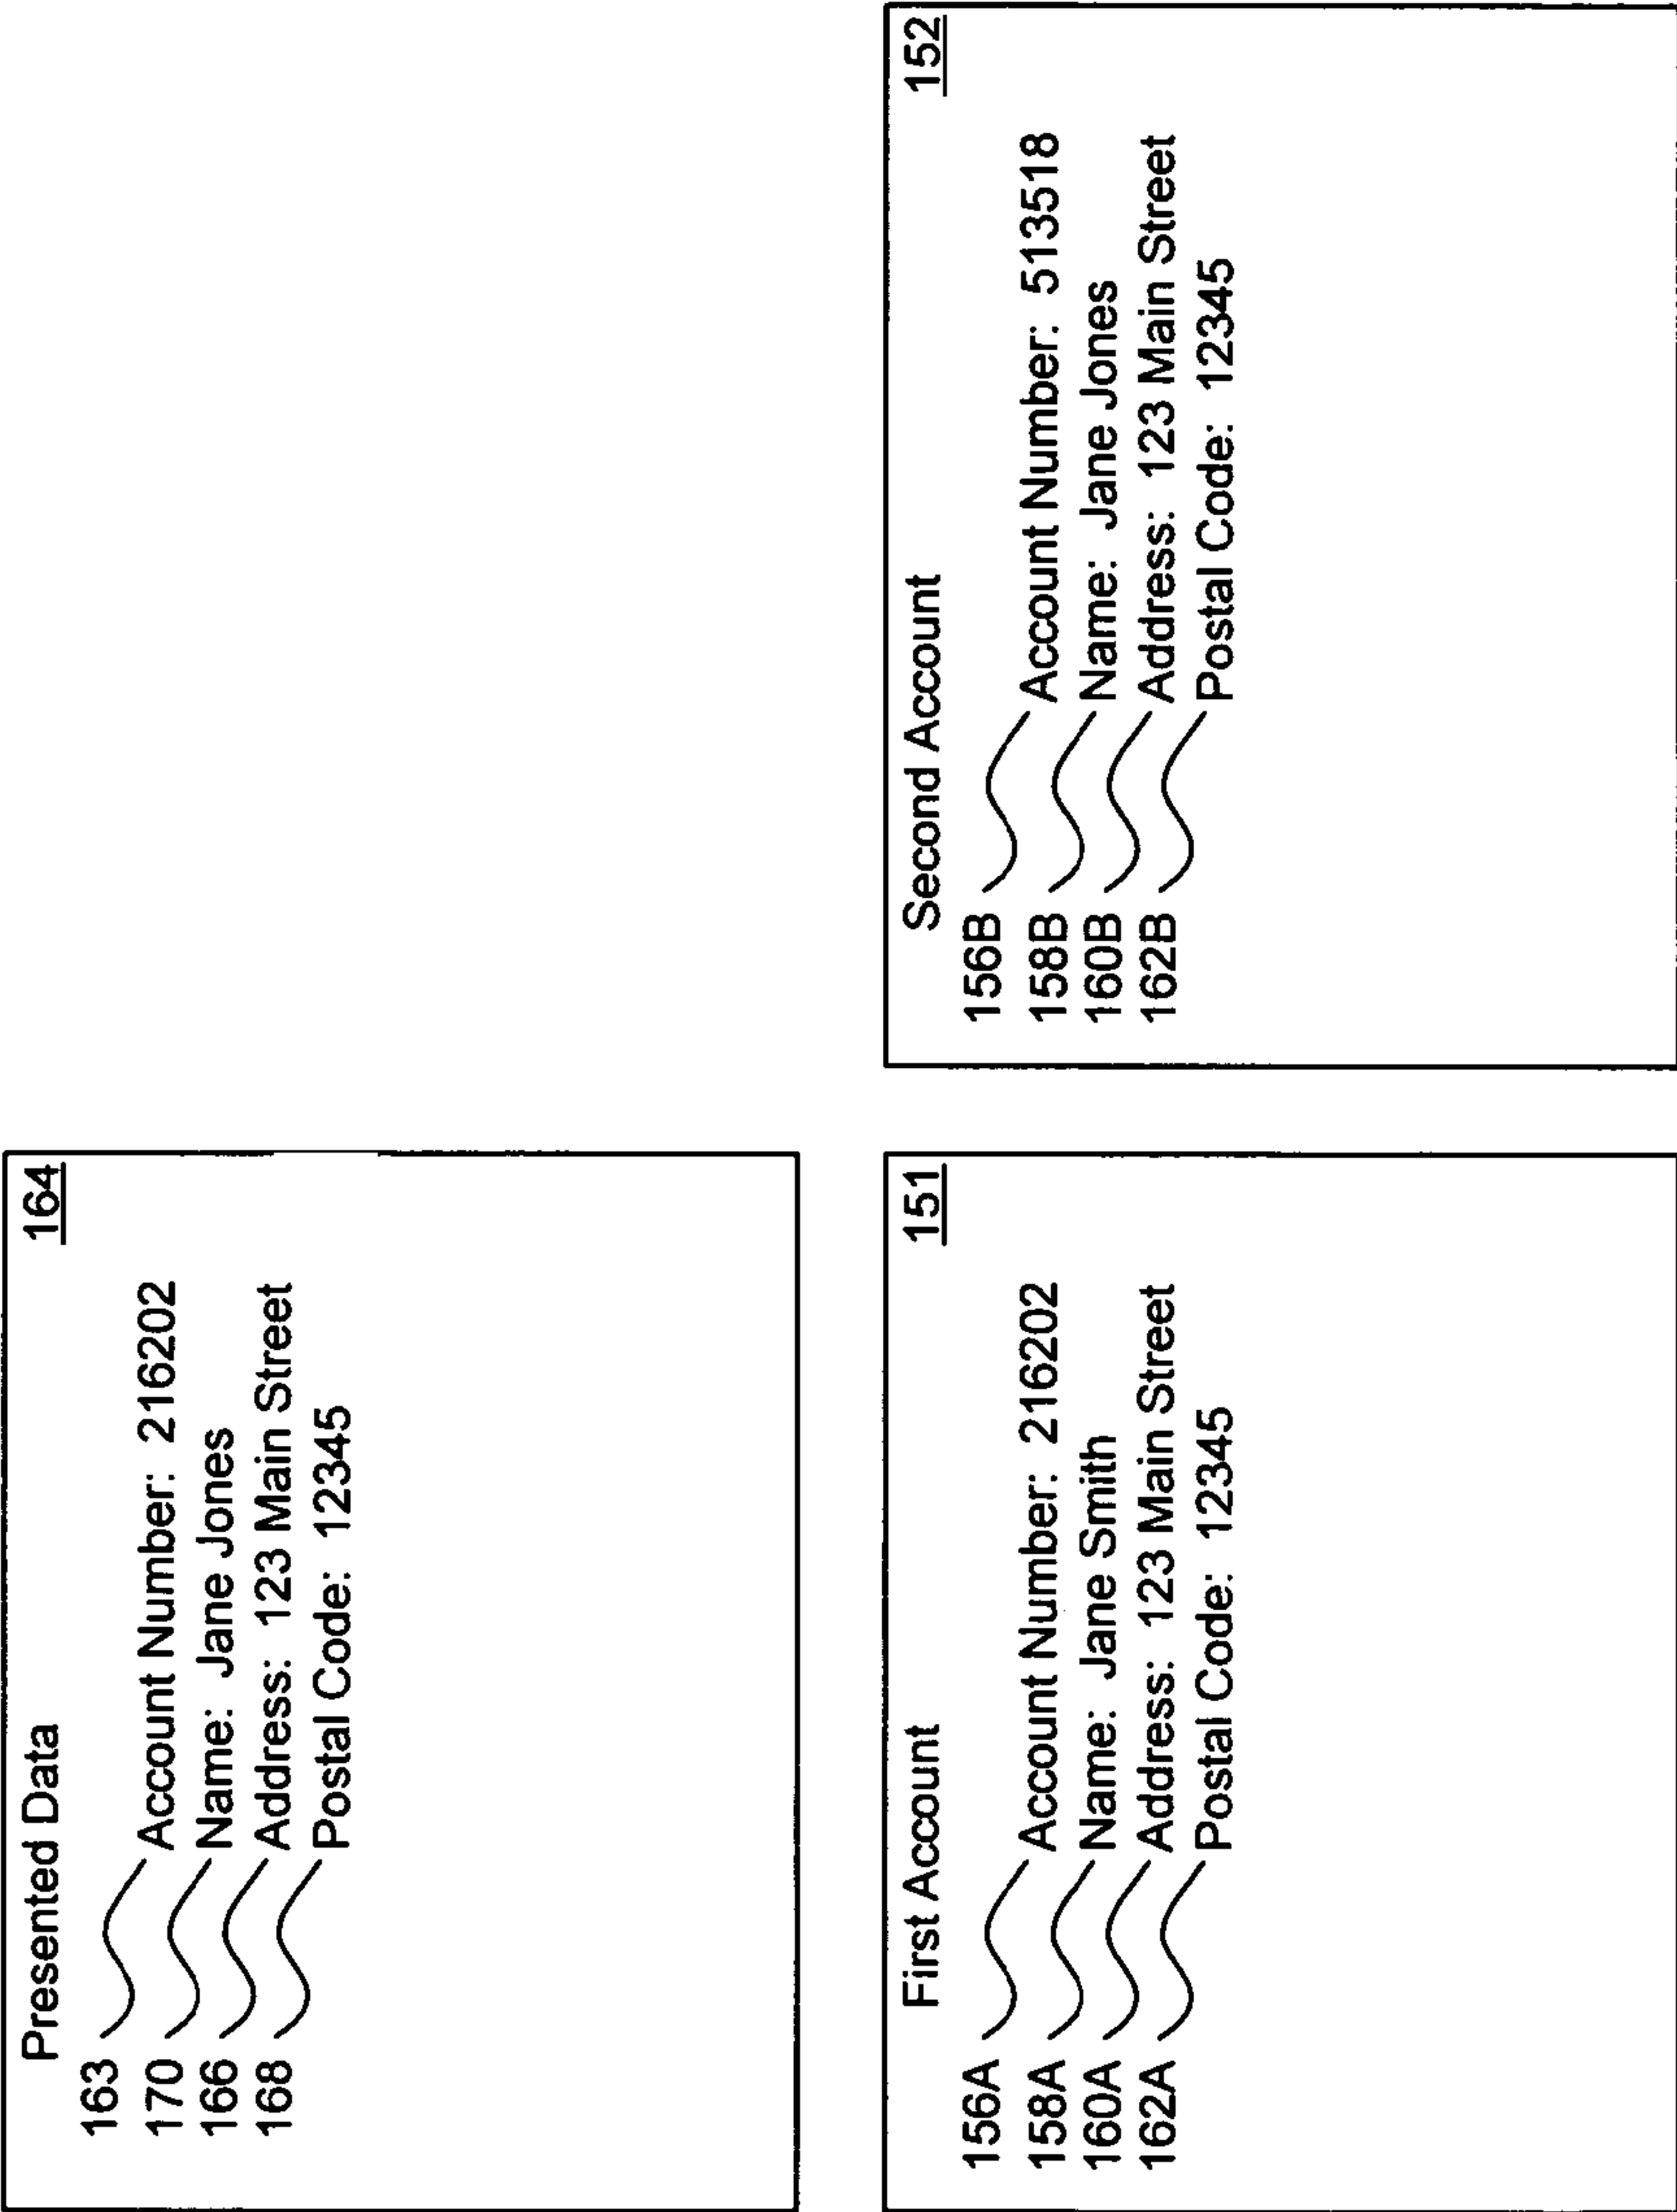 Presented Data 164
163 Account Number: 216202
170 Name: Jane Jones
166 Address: 123 Main Street
168 Postal Code: 12345
First Account 151
156A Account Number: 216202
158A Name: Jane Smith
160A Address: 123 Main Street
162A Postal Code: 12345
Second Account 152
156B Account Number: 513518
158B Name: Jane Jones
160B Address: 123 Main Street
162B Postal Code: 12345